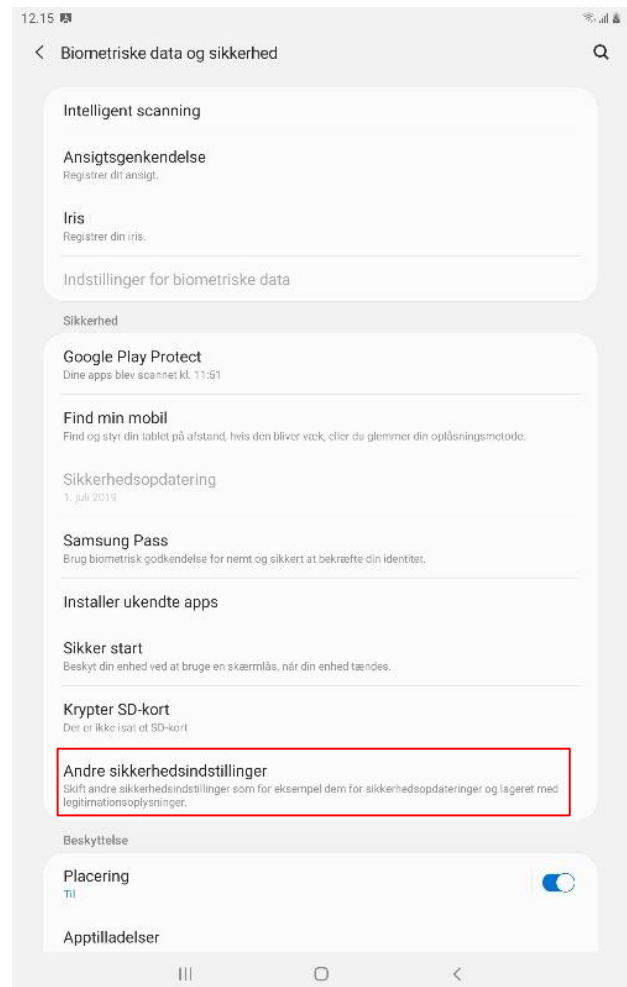 12.15
Biometriske data og sikkerhed
Intelligent scanning
Ansigtsgenkendelse
Registrer dit ansigt.
Iris
Registrer din iris.
Indstillinger for biometriske data
Sikkerhed
Google Play Protect
Dine apps blev scannet kl. 11:51
Find min mobil
Find og styr din tablet på afstand, hvis den bliver væk, eller du glemmer din oplåsningsmetode.
Sikkerhedsopdatering
1. juli 2019
Samsung Pass
Brug biometrisk godkendelse for nemt og sikkert at bekræfte din identitet.
Installer ukendte apps
Sikker start
Beskyt din enhed ved at bruge en skærmlås, når din enhed tændes.
Krypter SD-kort
Der er ikke isat et SD-kort
Andre sikkerhedsindstillinger
Skift andre sikkerhedsindstillinger som for eksempel dem for sikkerhedsopdateringer og lageret med
legitimationsoplysninger.
Beskyttelse
Placering
Til
Apptilladelser